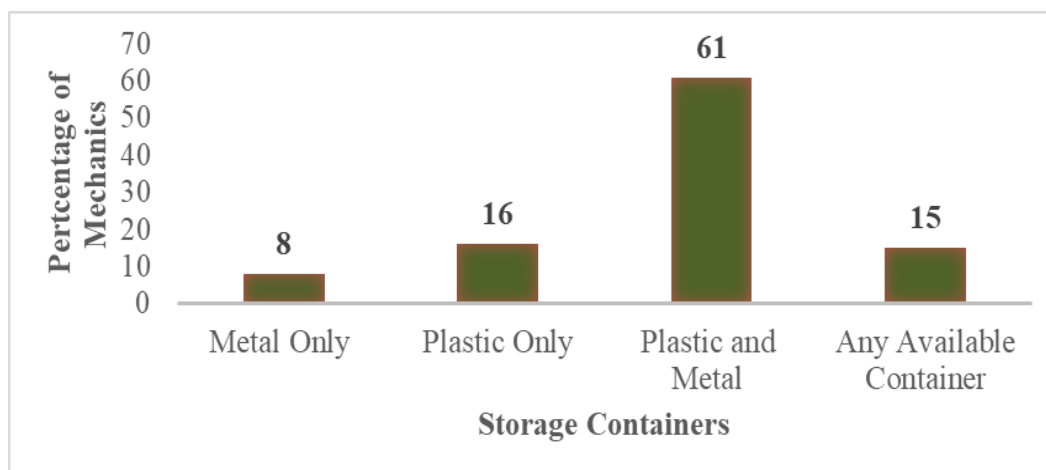 Pertcentage of
Mechanics
70
60
50
40
30
20
10
0
8
16
61
15
Metal Only
Plastic Only
Plastic and
Metal
Any Available
Container
Storage Containers